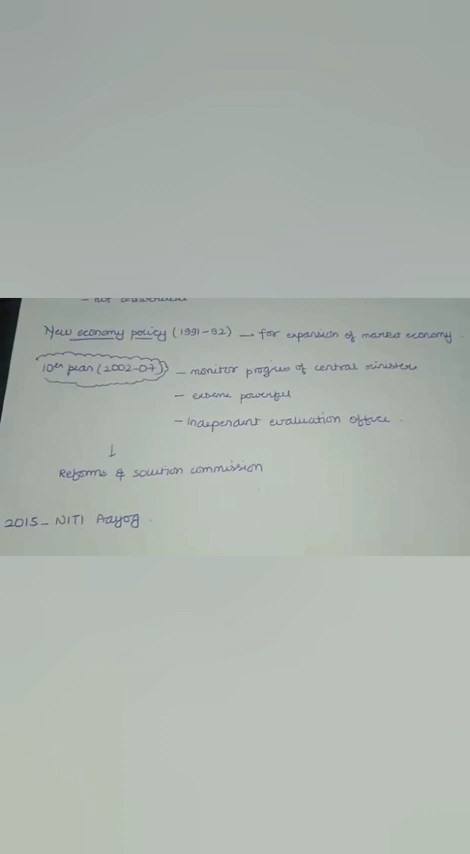 - not
New economy policy (1991-92) — for expansion of market economy.
10th plan (2002-07) - monitor progress of central ministers
- extreme powerful
- Independent evaluation office.
↓
Reforms & solution commission
2015 - NITI Aayog.